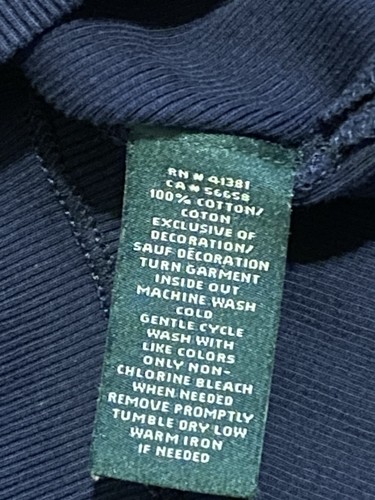 RN # 41381
CA # 56658
100% COTTON/
COTON
EXCLUSIVE OF
DECORATION/
SAUF DÉCORATION
TURN GARMENT
INSIDE OUT
MACHINE WASH
COLD
GENTLE CYCLE
WASH WITH
LIKE COLORS
ONLY NON-
CHLORINE BLEACH
WHEN NEEDED
REMOVE PROMPTLY
TUMBLE DRY LOW
WARM IRON
IF NEEDED